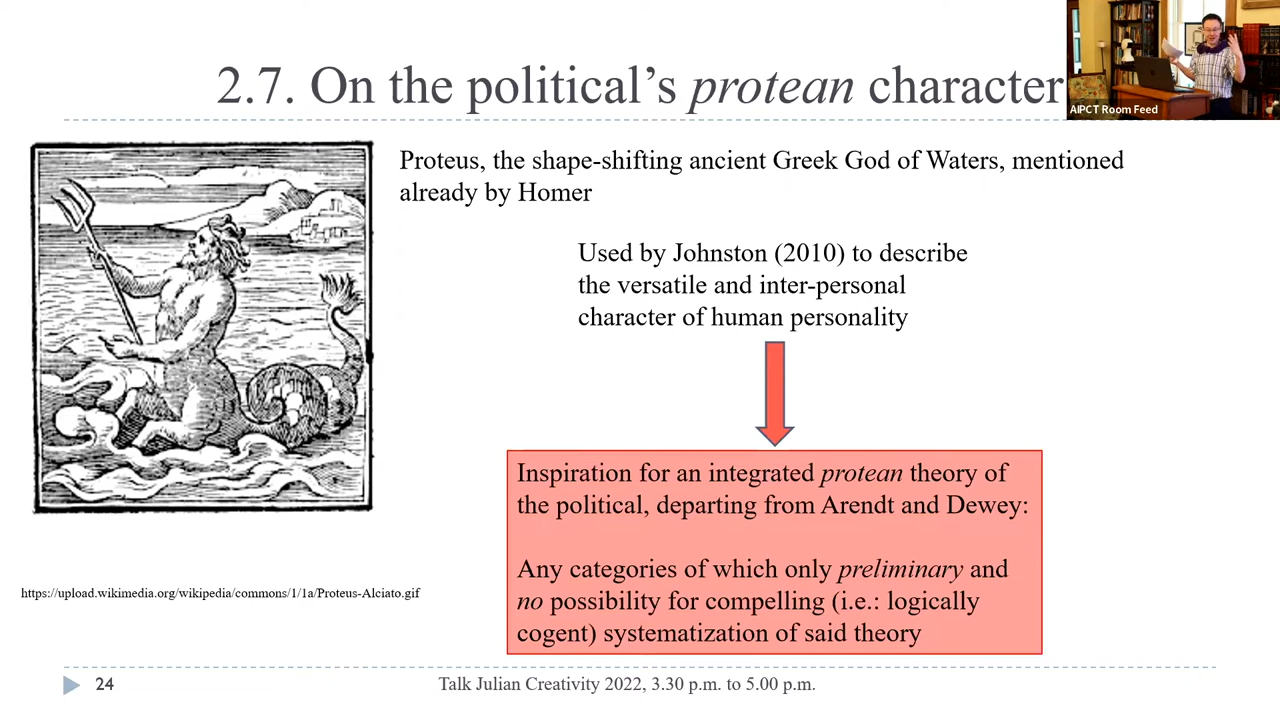 2.7. On the political's protean character
AIPCT Room Feed
Proteus, the shape-shifting ancient Greek God of Waters, mentioned
already by Homer
Used by Johnston (2010) to describe
the versatile and inter-personal
character of human personality
Inspiration for an integrated protean theory of
the political, departing from Arendt and Dewey:
Any categories of which only preliminary and
no possibility for compelling (i.e.: logically
cogent) systematization of said theory
https://upload.wikimedia.org/wikipedia/commons/1/1a/Proteus-Alciato.gif
24
Talk Julian Creativity 2022, 3.30 p.m. to 5.00 p.m.